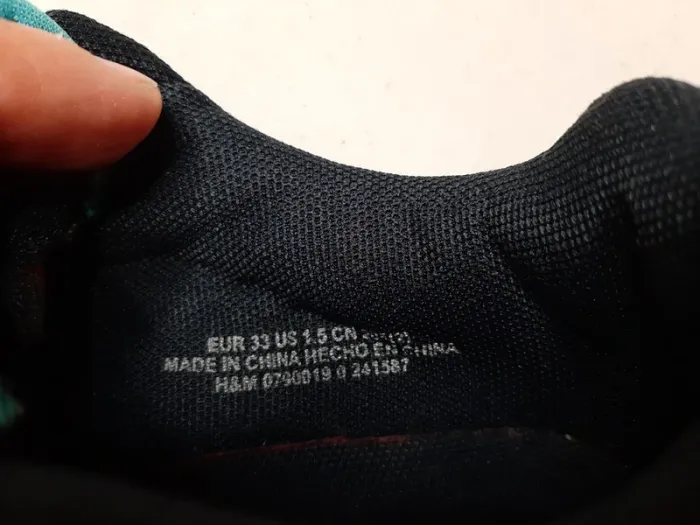 EUR 33 US 1.5 CN
MADE IN CHINA HECHO EN CHINA
H&M 0790019 0 241587